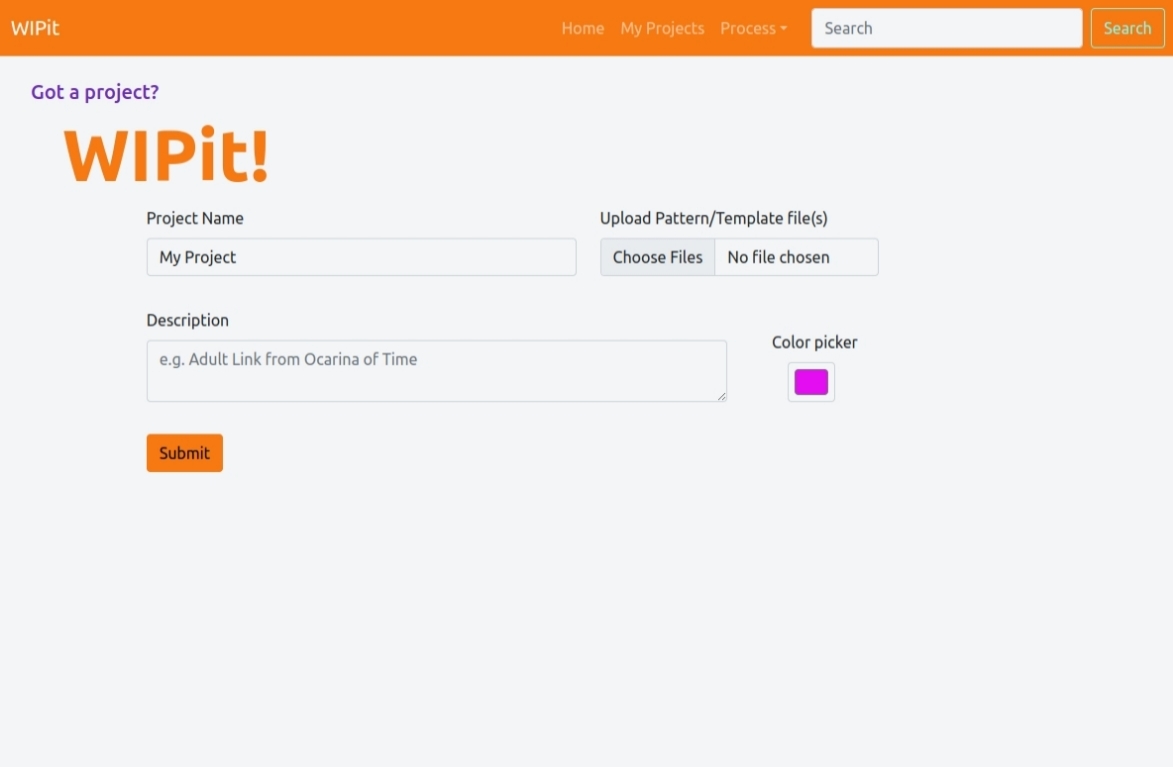 WIPit Home My Projects Process Search Search
Got a project?
WIPit!
Project Name
My Project
Upload Pattern/Template file(s)
Choose Files No file chosen
Description
e.g. Adult Link from Ocarina of Time
Color picker
Submit